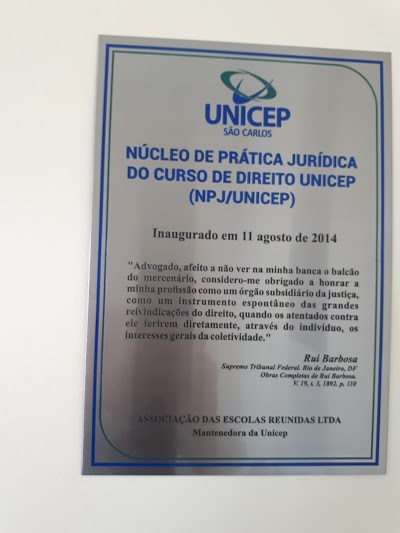 UNICEP
SÃO CARLOS
NÚCLEO DE PRÁTICA JURÍDICA
DO CURSO DE DIREITO UNICEP
(NPJ/UNICEP)
Inaugurado em 11 agosto de 2014
"Advogado, afeito a não ver na minha banca o balcão
do mercenário, considero-me obrigado a honrar a
minha profissão como um órgão subsidiário da justiça,
como um instrumento espontâneo das grandes
reivindicações do direito, quando os atentados contra
ele ferirem diretamente, através do indivíduo, os
interesses gerais da coletividade."
Rui Barbosa
Supremo Tribunal Federal. Rio de Janeiro, DF
Obras Completas de Rui Barbosa.
V. 19, t. 3, 1892. p. 110
ASSOCIAÇÃO DAS ESCOLAS REUNIDAS LTDA
Mantenedora da Unicep